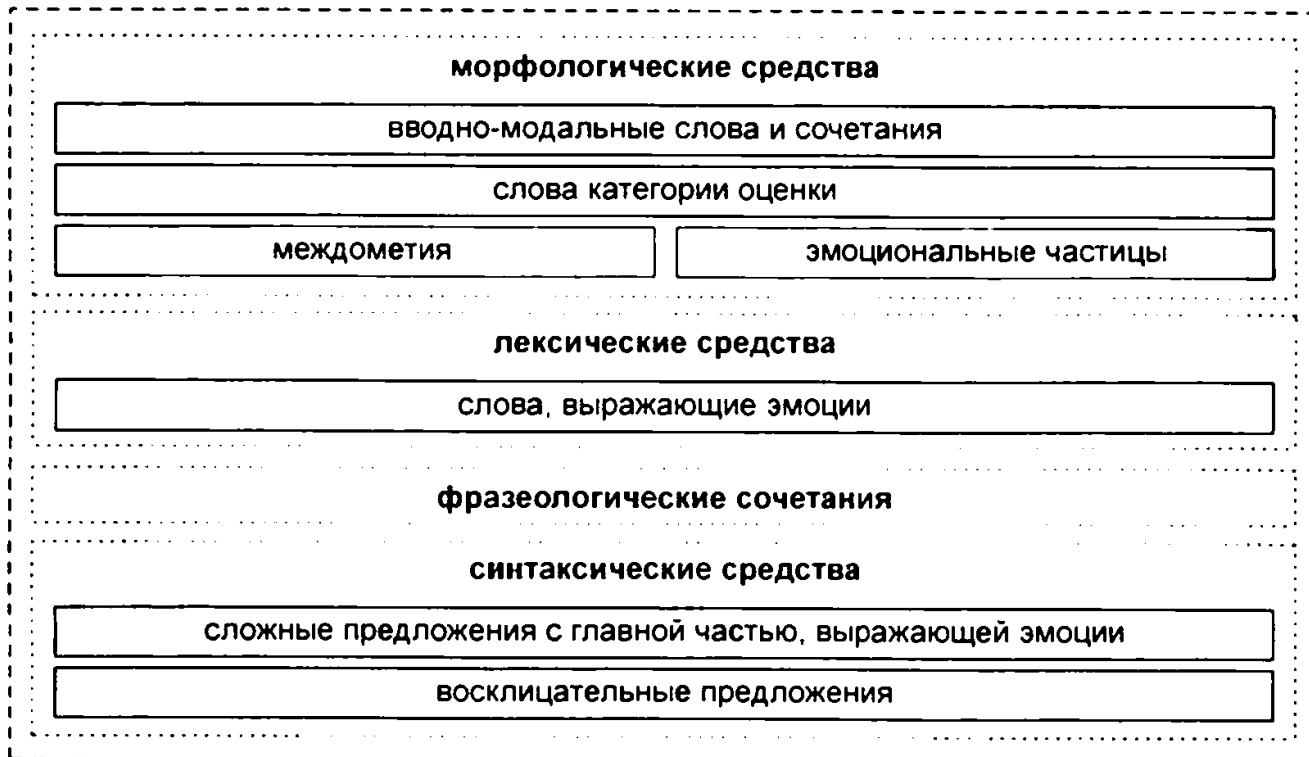 морфологические средства
вводно-модальные слова и сочетания
слова категории оценки
междометия
эмоциональные частицы
лексические средства
слова, выражающие эмоции
фразеологические сочетания
синтаксические средства
сложные предложения с главной частью, выражающей эмоции
восклицательные предложения